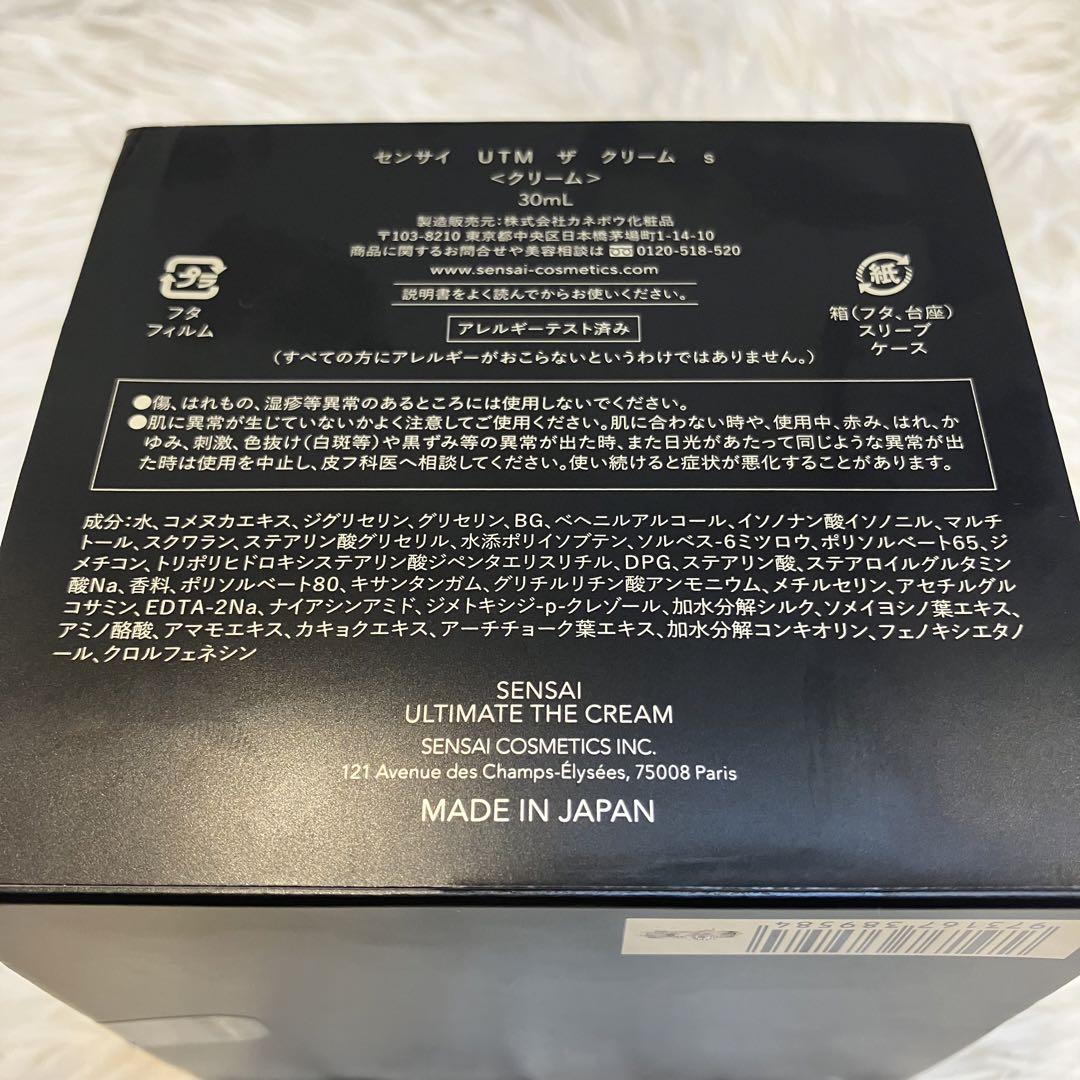 センサイ UTM ザ クリーム s
<クリーム>
30mL
製造販売元:株式会社カネボウ化粧品
〒103-8210 東京都中央区日本橋茅場町1-14-10
商品に関するお問合せや美容相談は 0120-518-520
www.sensai-cosmetics.com
説明書をよく読んでからお使いください。
アレルギーテスト済み
(すべての方にアレルギーがおこらないというわけではありません。)
プラ
フタ
フィルム
紙
箱(フタ、台座)
スリーブ
ケース
●傷、はれもの、湿疹等異常のあるところには使用しないでください。
●肌に異常が生じていないかよく注意してご使用ください。肌に合わない時や、使用中、赤み、はれ、か
ゆみ、刺激、色抜け(白斑等)や黒ずみ等の異常が出た時、また日光があたって同じような異常が出
た時は使用を中止し、皮フ科医へ相談してください。使い続けると症状が悪化することがあります。
成分:水、コメヌカエキス、ジグリセリン、グリセリン、BG、ベヘニルアルコール、イソノナン酸イソノニル、マルチ
トール、スクワラン、ステアリン酸グリセリル、水添ポリイソブテン、ソルベス-6ミツロウ、ポリソルベート65、ジ
メチコン、トリポリヒドロキシステアリン酸ジペンタエリスリチル、DPG、ステアリン酸、ステアロイルグルタミン
酸Na、香料、ポリソルベート80、キサンタンガム、グリチルリチン酸アンモニウム、メチルセリン、アセチルグル
コサミン、EDTA-2Na、ナイアシンアミド、ジメトキシジ-p-クレゾール、加水分解シルク、ソメイヨシノ葉エキス、
アミノ酪酸、アマモエキス、カキョクエキス、アーチチョーク葉エキス、加水分解コンキオリン、フェノキシエタノ
ール、クロルフェネシン
SENSAI
ULTIMATE THE CREAM
SENSAI COSMETICS INC.
121 Avenue des Champs-Élysées, 75008 Paris
MADE IN JAPAN
973167389584